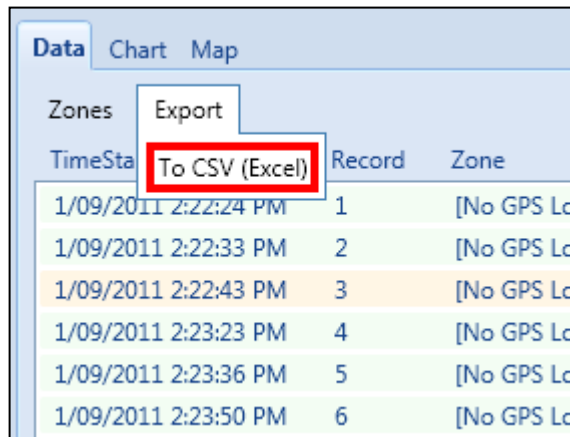 Data Chart Map
Zones Export
TimeSta To CSV (Excel) Record Zone
1/09/2011 2:22:24 PM 1 [No GPS Lo
1/09/2011 2:22:33 PM 2 [No GPS Lo
1/09/2011 2:22:43 PM 3 [No GPS Lo
1/09/2011 2:23:23 PM 4 [No GPS Lo
1/09/2011 2:23:36 PM 5 [No GPS Lo
1/09/2011 2:23:50 PM 6 [No GPS Lo